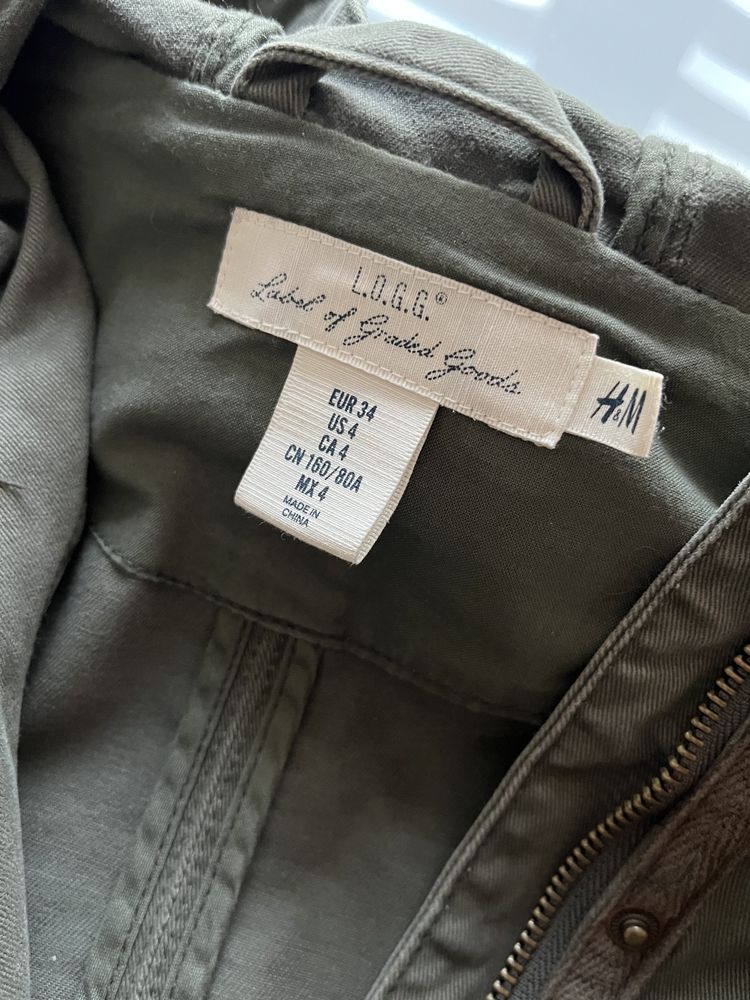 L.O.G.G.®
Label of Graded Goods.
H&M
EUR 34
US 4
CA 4
CN 160/80A
MX 4
MADE IN
CHINA